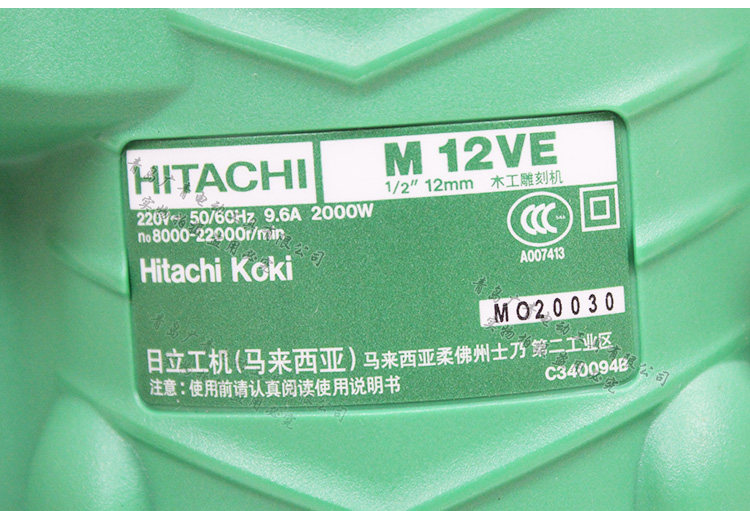 HITACHI
M 12VE
1/2" 12mm 木工雕刻机
220V~ 50/60Hz 9.6A 2000W
n₀8000-22000r/min
Hitachi Koki
CCC
A007413
MO20030
日立工机(马来西亚) 马来西亚柔佛州士乃 第二工业区
注意:使用前请认真阅读使用说明书
C340094B